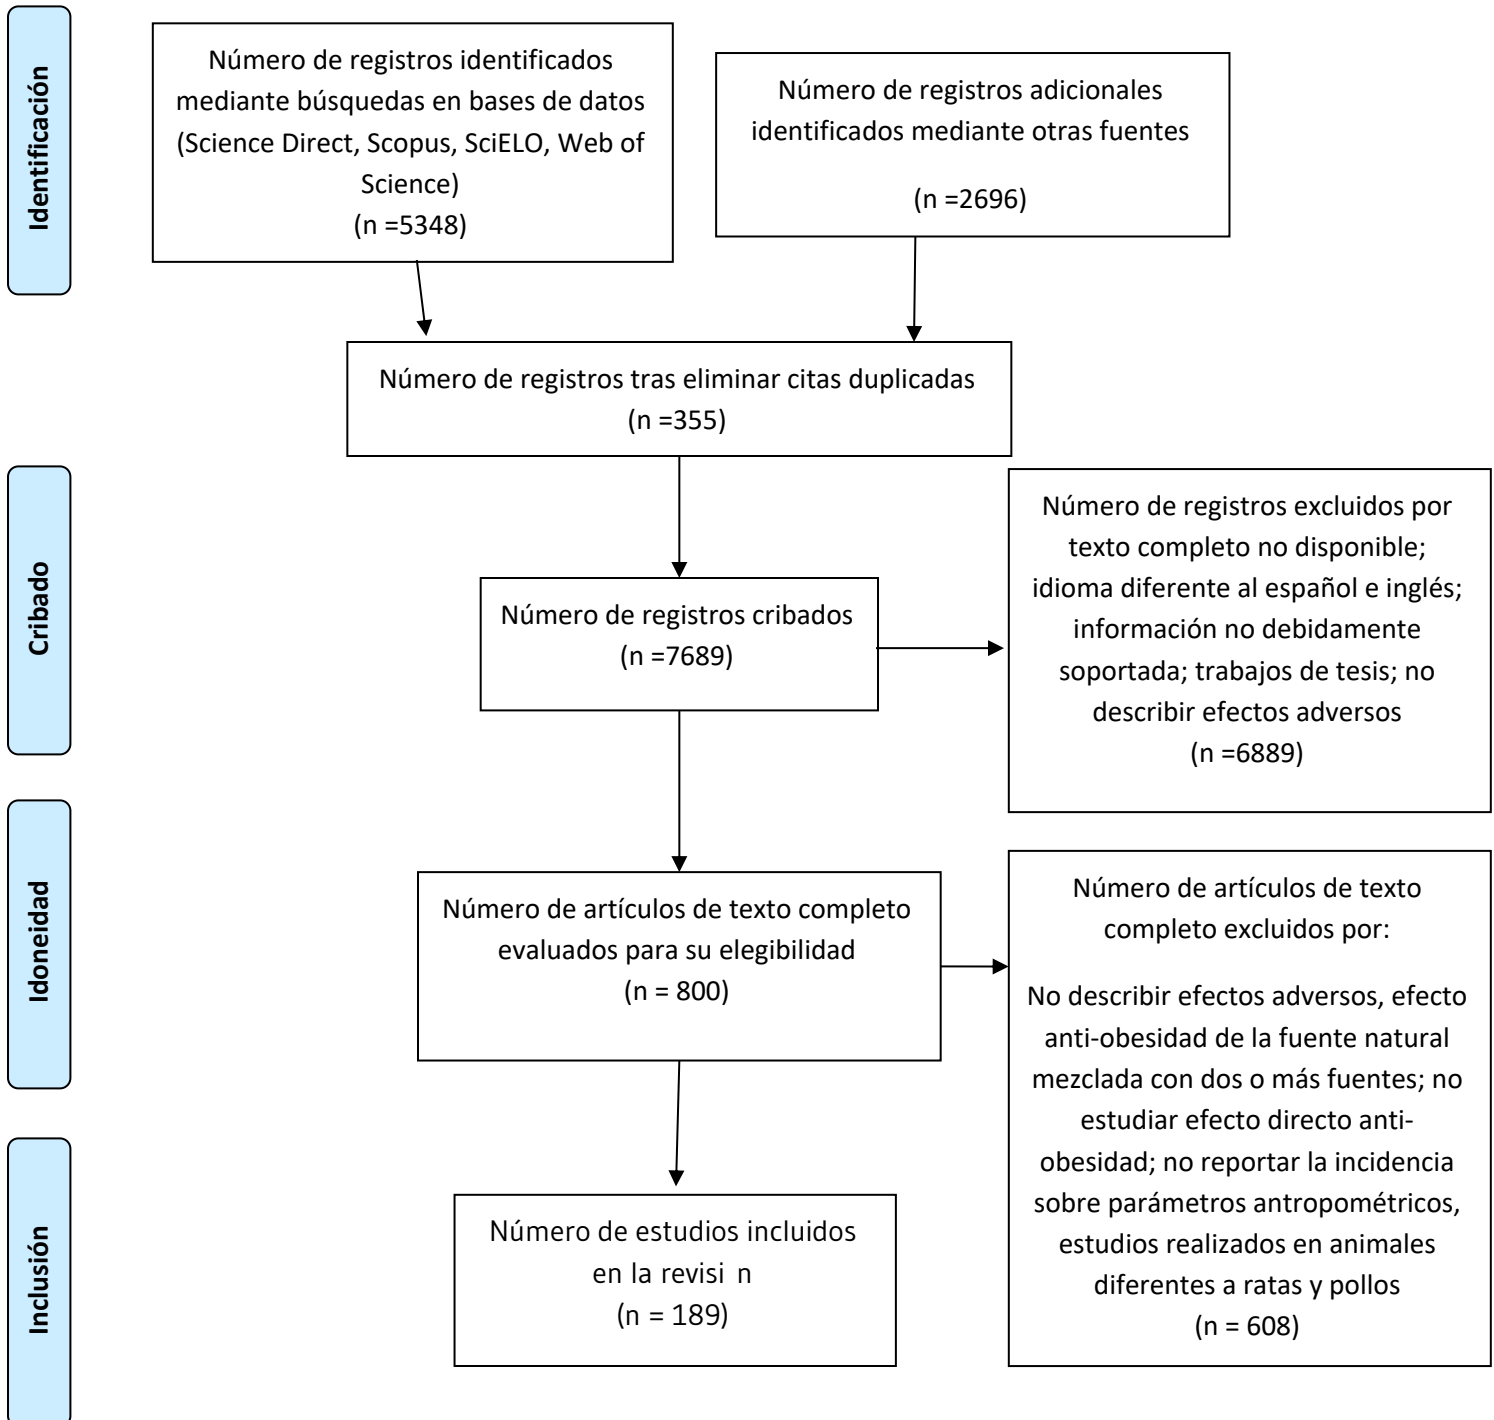 Identificación
Número de registros identificados
mediante búsquedas en bases de datos
(Science Direct, Scopus, SciELO, Web of
Science)
(n =5348)
Número de registros adicionales
identificados mediante otras fuentes
(n =2696)
Número de registros tras eliminar citas duplicadas
(n =355)
Cribado
Número de registros cribados
(n =7689)
Número de registros excluidos por
texto completo no disponible;
idioma diferente al español e inglés;
información no debidamente
soportada; trabajos de tesis; no
describir efectos adversos
(n =6889)
Idoneidad
Número de artículos de texto completo
evaluados para su elegibilidad
(n = 800)
Número de artículos de texto
completo excluidos por:
No describir efectos adversos, efecto
anti-obesidad de la fuente natural
mezclada con dos o más fuentes; no
estudiar efecto directo anti-
obesidad; no reportar la incidencia
sobre parámetros antropométricos,
estudios realizados en animales
diferentes a ratas y pollos
(n = 608)
Inclusión
Número de estudios incluidos
en la revisi n
(n = 189)